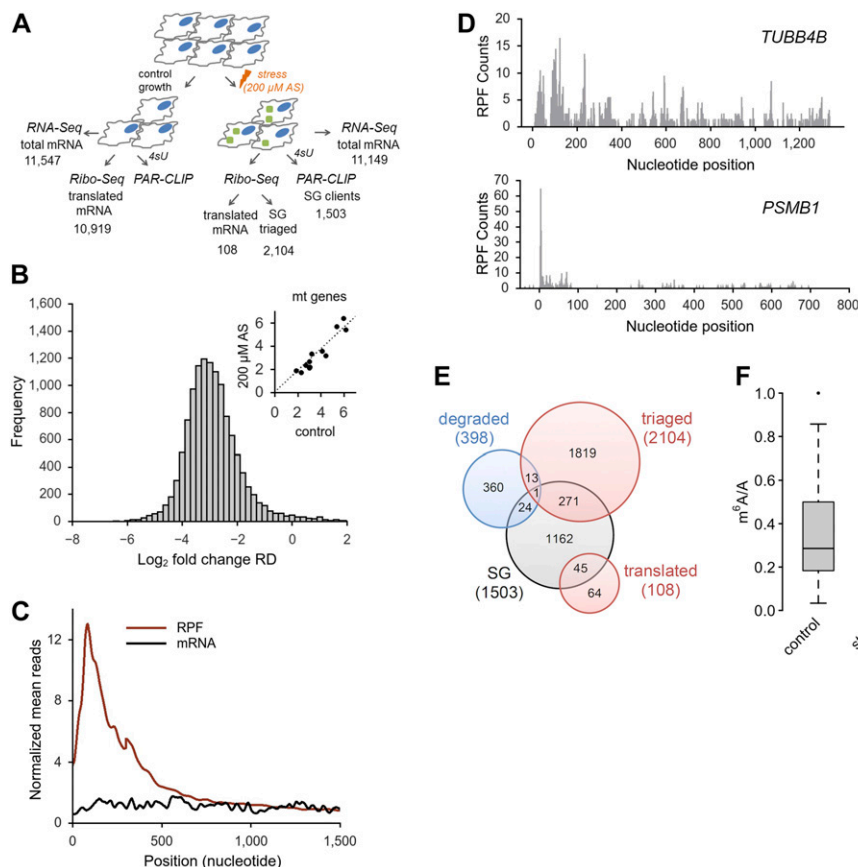 A
control
growth
stress
(200 µM AS)
RNA-Seq
total mRNA
11,547
4sU
Ribo-Seq
PAR-CLIP
translated
mRNA
10,919
RNA-Seq
total mRNA
11,149
4sU
Ribo-Seq
PAR-CLIP
SG clients
1,503
translated
mRNA
108
SG
triaged
2,104
B
Frequency
1,600
1,400
1,200
1,000
800
600
400
200
0
−8 −6 −4 −2 0 2
Log₂ fold change RD
mt genes
200 µM AS
6
4
2
0
0 2 4 6
control
C
Normalized mean reads
12
8
4
0
RPF
mRNA
0 500 1,000 1,500
Position (nucleotide)
D
TUBB4B
RPF Counts
20
15
10
5
0
0 200 400 600 800 1,000 1,200
Nucleotide position
PSMB1
RPF Counts
80
70
60
50
40
30
20
10
0
0 100 200 300 400 500 600 700 800
Nucleotide position
E
degraded
(398)
triaged
(2104)
1819
360
13
1
24
271
1162
45
64
SG
(1503)
translated
(108)
F
m⁶A/A
1.0
0.8
0.6
0.4
0.2
0.0
control